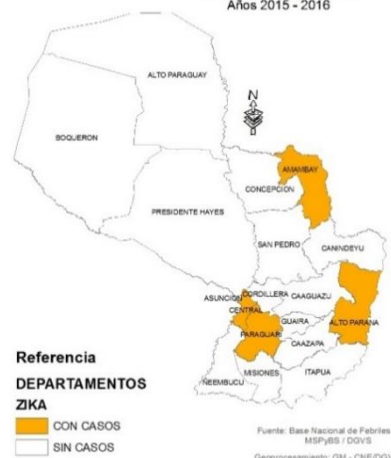 Años 2015 - 2016
ALTO PARAGUAY
BOQUERON
N
AMAMBAY
CONCEPCION
PRESIDENTE HAYES
SAN PEDRO
CANINDEYU
ASUNCION
CORDILLERA
CAAGUAZU
CENTRAL
GUAIRA
ALTO PARANA
PARAGUARI
CAAZAPA
MISIONES
ITAPUA
ÑEEMBUCU
Referencia
DEPARTAMENTOS
ZIKA
CON CASOS
SIN CASOS
Fuente: Base Nacional de Febriles
MSPyBS / DGVS